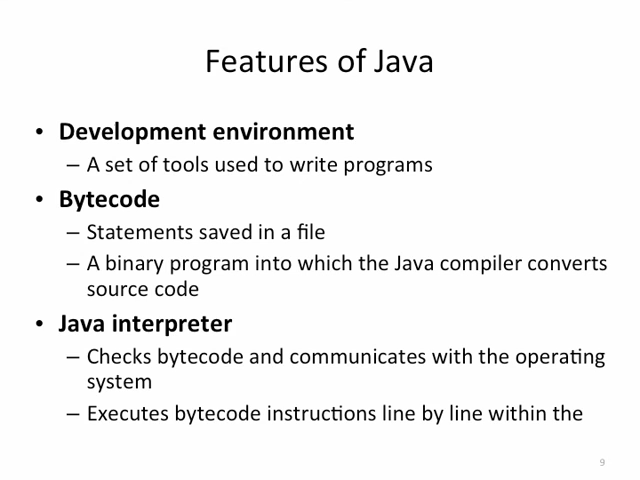 Features of Java
• Development environment
– A set of tools used to write programs
• Bytecode
– Statements saved in a file
– A binary program into which the Java compiler converts
source code
• Java interpreter
– Checks bytecode and communicates with the operating
system
– Executes bytecode instructions line by line within the
9